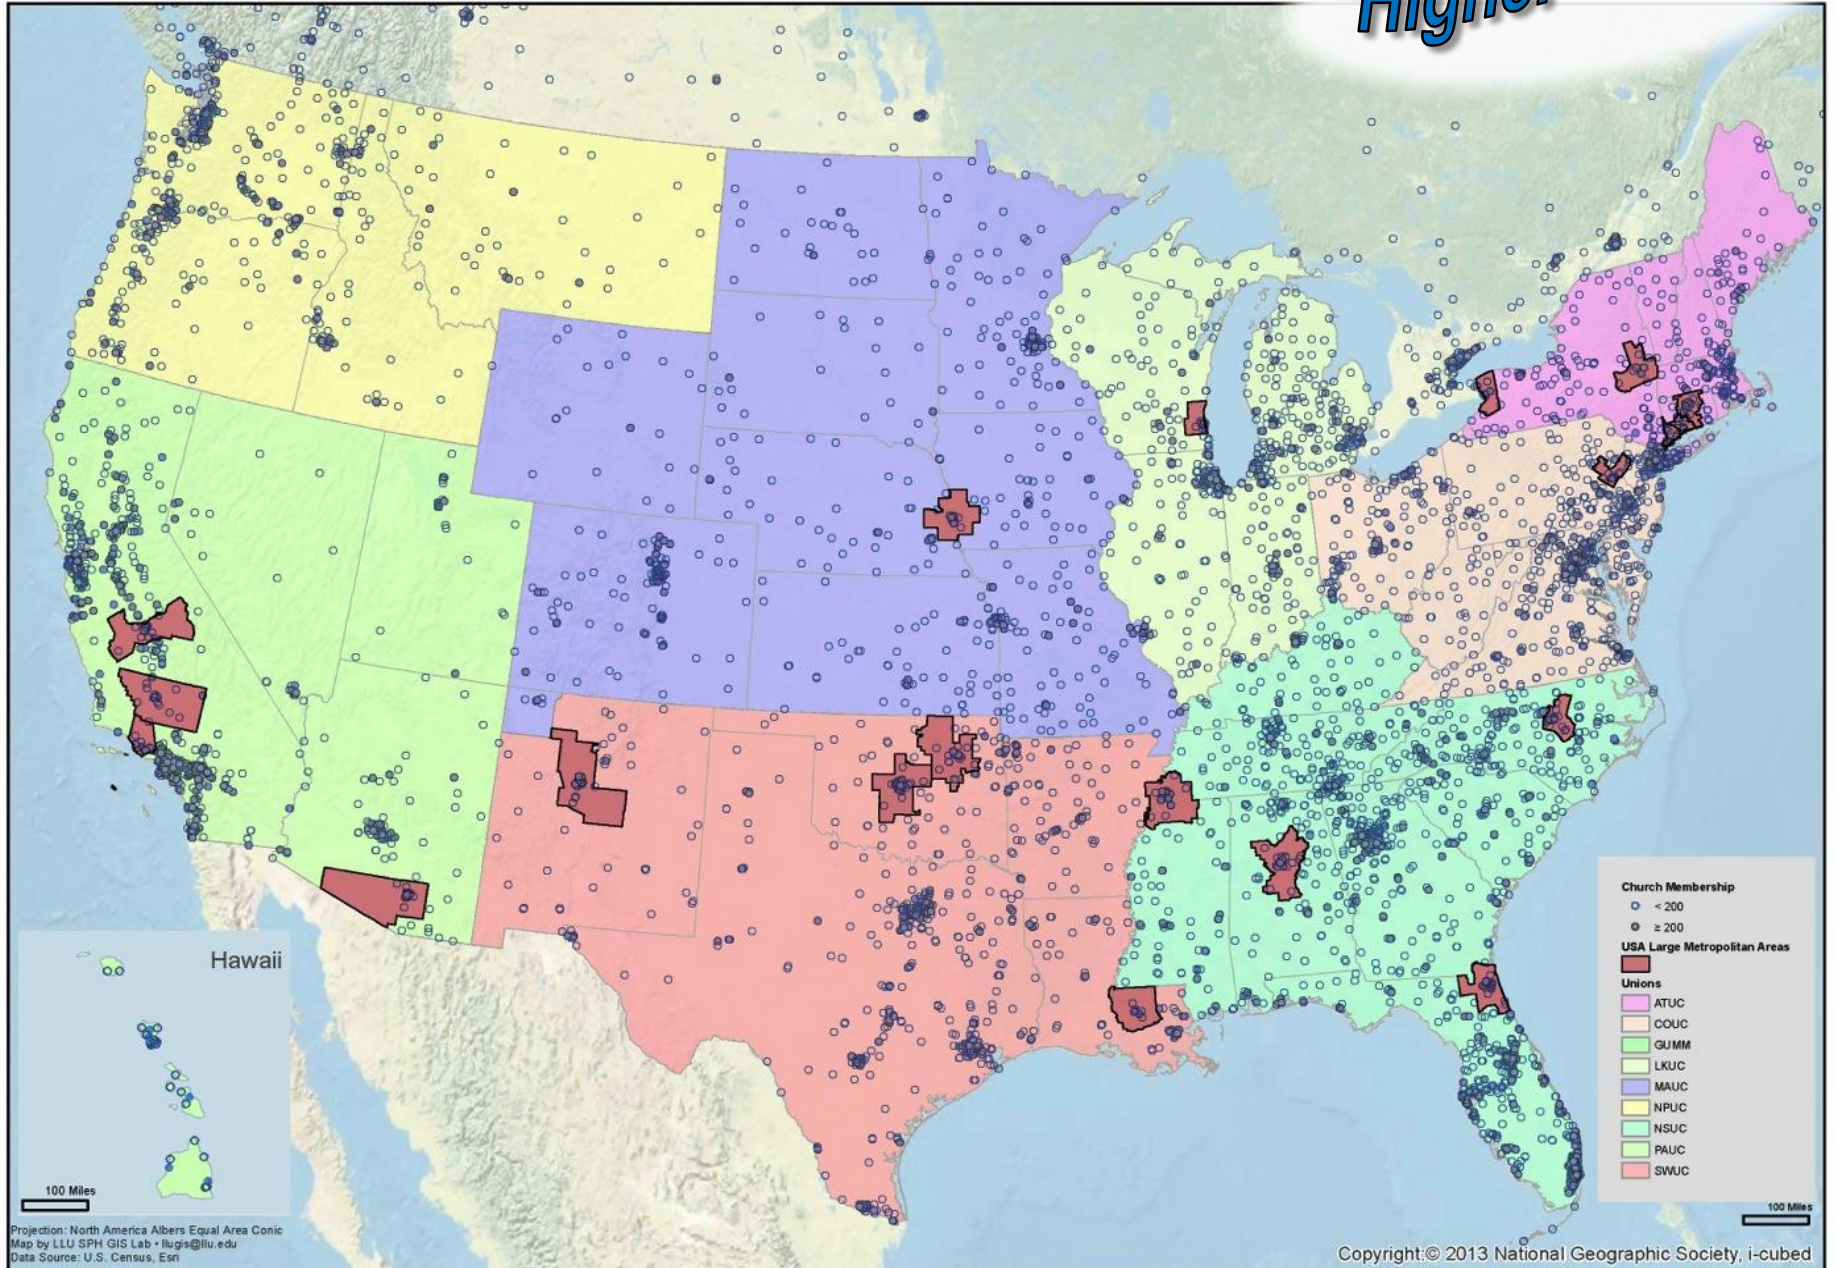 Higher
Hawaii
100 Miles
Projection: North America Albers Equal Area Conic
Map by LLU SPH GIS Lab • llugis@llu.edu
Data Source: U.S. Census, Esri
Church Membership
< 200
≥ 200
USA Large Metropolitan Areas
Unions
ATUC
COUC
GUMM
LKUC
MAUC
NPUC
NSUC
PAUC
SWUC
100 Miles
Copyright:© 2013 National Geographic Society, i-cubed